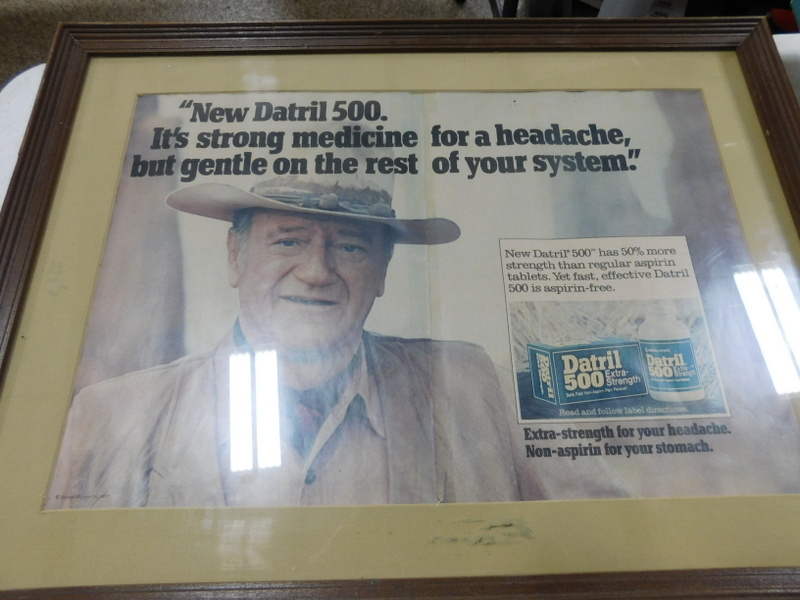 "New Datril 500.
It's strong medicine for a headache,
but gentle on the rest of your system."
New Datril® 500™ has 50% more
strength than regular aspirin
tablets. Yet fast, effective Datril
500 is aspirin-free.
Datril
500 Extra-
Strength
Datril
500 Extra-
Strength
Read and follow label directions.
Extra-strength for your headache.
Non-aspirin for your stomach.